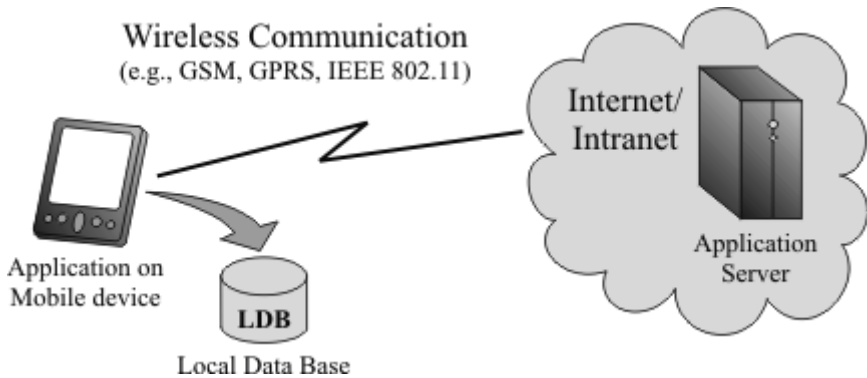 Wireless Communication
(e.g., GSM, GPRS, IEEE 802.11)
Internet/
Intranet
Application
Server
Application on
Mobile device
LDB
Local Data Base